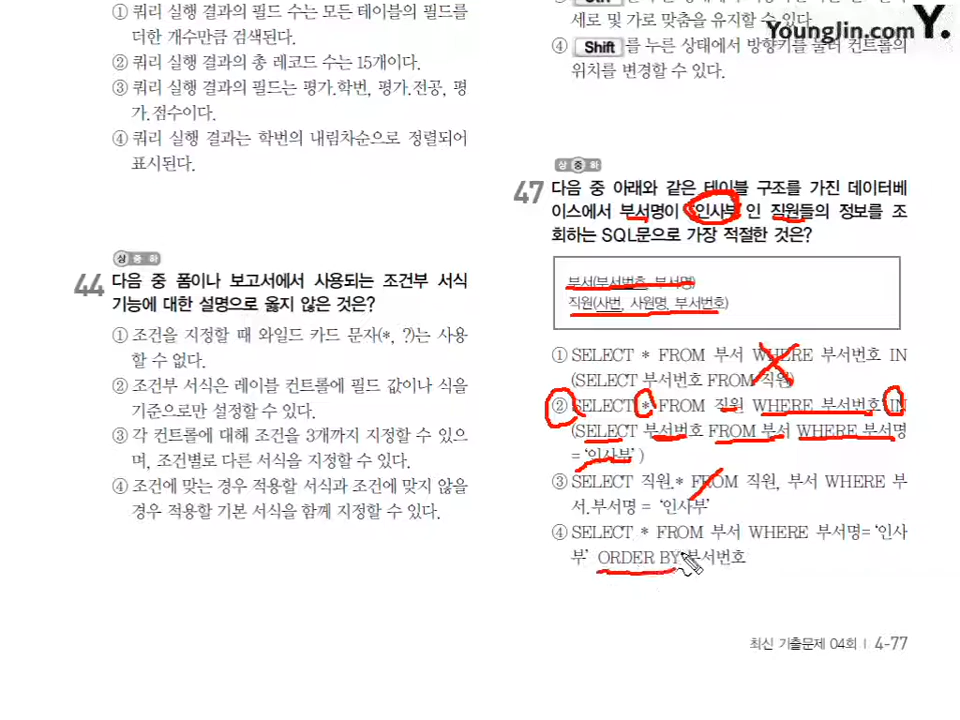 ① 쿼리 실행 결과의 필드 수는 모든 테이블의 필드를
더한 개수만큼 검색된다.
② 쿼리 실행 결과의 총 레코드 수는 15개이다.
③ 쿼리 실행 결과의 필드는 평가.학번, 평가.전공, 평
가.점수이다.
④ 쿼리 실행 결과는 학번의 내림차순으로 정렬되어
표시된다.
상 중 하
44 다음 중 폼이나 보고서에서 사용되는 조건부 서식
기능에 대한 설명으로 옳지 않은 것은?
① 조건을 지정할 때 와일드 카드 문자(*, ?)는 사용
할 수 없다.
② 조건부 서식은 레이블 컨트롤에 필드 값이나 식을
기준으로만 설정할 수 있다.
③ 각 컨트롤에 대해 조건을 3개까지 지정할 수 있으
며, 조건별로 다른 서식을 지정할 수 있다.
④ 조건에 맞는 경우 적용할 서식과 조건에 맞지 않을
경우 적용할 기본 서식을 함께 지정할 수 있다.
세로 및 가로 맞춤을 유지할 수 있다.
YoungJin.com Y.
④ Shift 를 누른 상태에서 방향키를 눌러 컨트롤의
위치를 변경할 수 있다.
상 중 하
47 다음 중 아래와 같은 테이블 구조를 가진 데이터베
이스에서 부서명이 '인사부'인 직원들의 정보를 조
회하는 SQL문으로 가장 적절한 것은?
부서(부서번호, 부서명)
직원(사번, 사원명, 부서번호)
① SELECT * FROM 부서 WHERE 부서번호 IN
(SELECT 부서번호 FROM 직원)
② SELECT * FROM 직원 WHERE 부서번호 IN
(SELECT 부서번호 FROM 부서 WHERE 부서명
=‘인사부’)
③ SELECT 직원.* FROM 직원, 부서 WHERE 부
서.부서명 = ‘인사부’
④ SELECT * FROM 부서 WHERE 부서명=‘인사
부’ ORDER BY 부서번호
최신 기출문제 04회 | 4-77